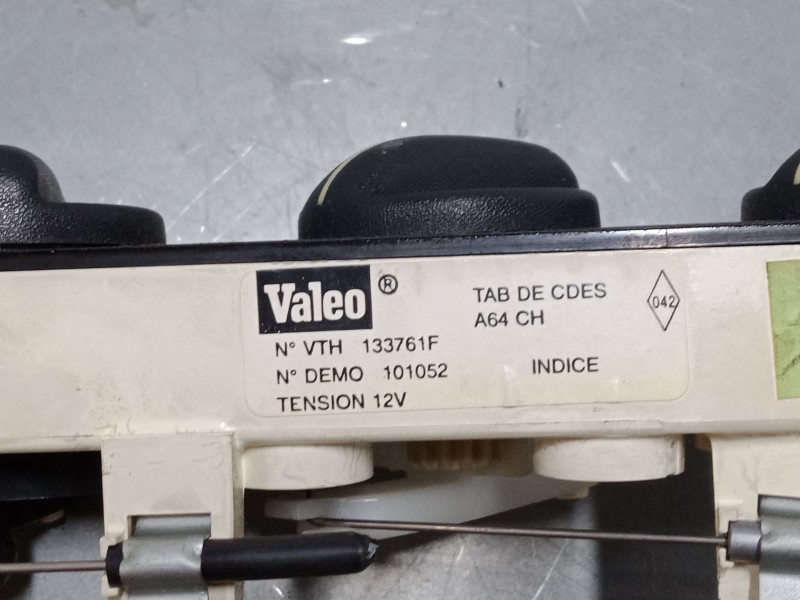 Valeo ®
TAB DE CDES
A64 CH
042
N° VTH 133761F
N° DEMO 101052
INDICE
TENSION 12V